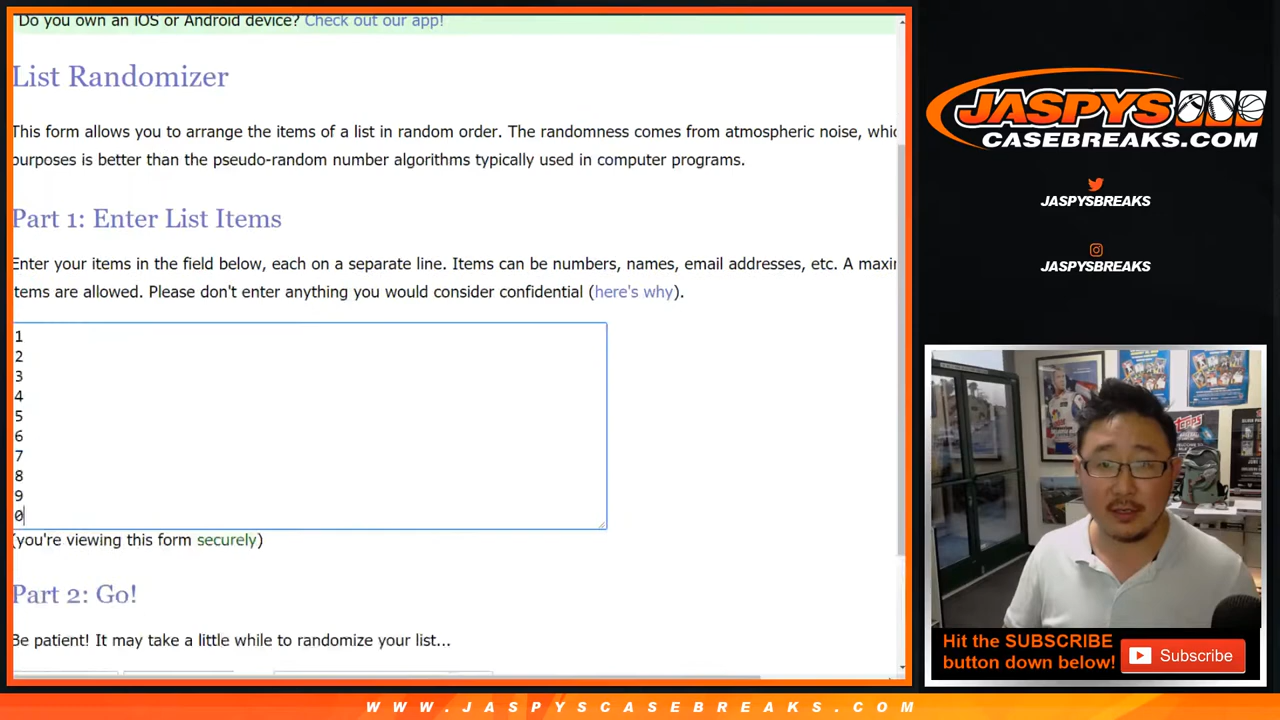 Do you own an iOS or Android device? Check out our app!
List Randomizer
This form allows you to arrange the items of a list in random order. The randomness comes from atmospheric noise,
purposes is better than the pseudo-random number algorithms typically used in computer programs.
Part 1: Enter List Items
Enter your items in the field below, each on a separate line. Items can be numbers, names, email addresses, etc. A
items are allowed. Please don't enter anything you would consider confidential (here's why).
1
2
3
4
5
6
7
8
9
0
(you're viewing this form securely)
Part 2: Go!
Be patient! It may take a little while to randomize your list...
JASPYS
CASEBREAKS.COM
JASPYSBREAKS
JASPYSBREAKS
topps
Hit the SUBSCRIBE
button down below!
Subscribe
WWW.JASPYSCASEBREAKS.COM